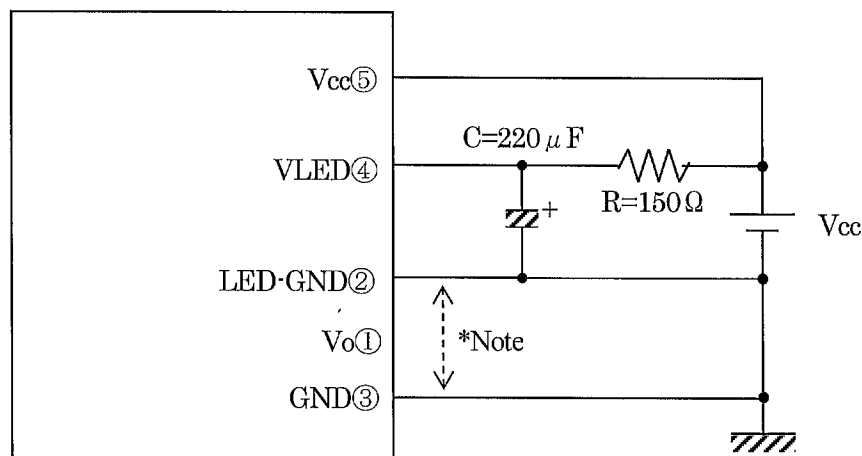 Vcc⑤
C=220μF
VLED④
R=150Ω
+
Vcc
LED-GND②
Vo①
*Note
GND③